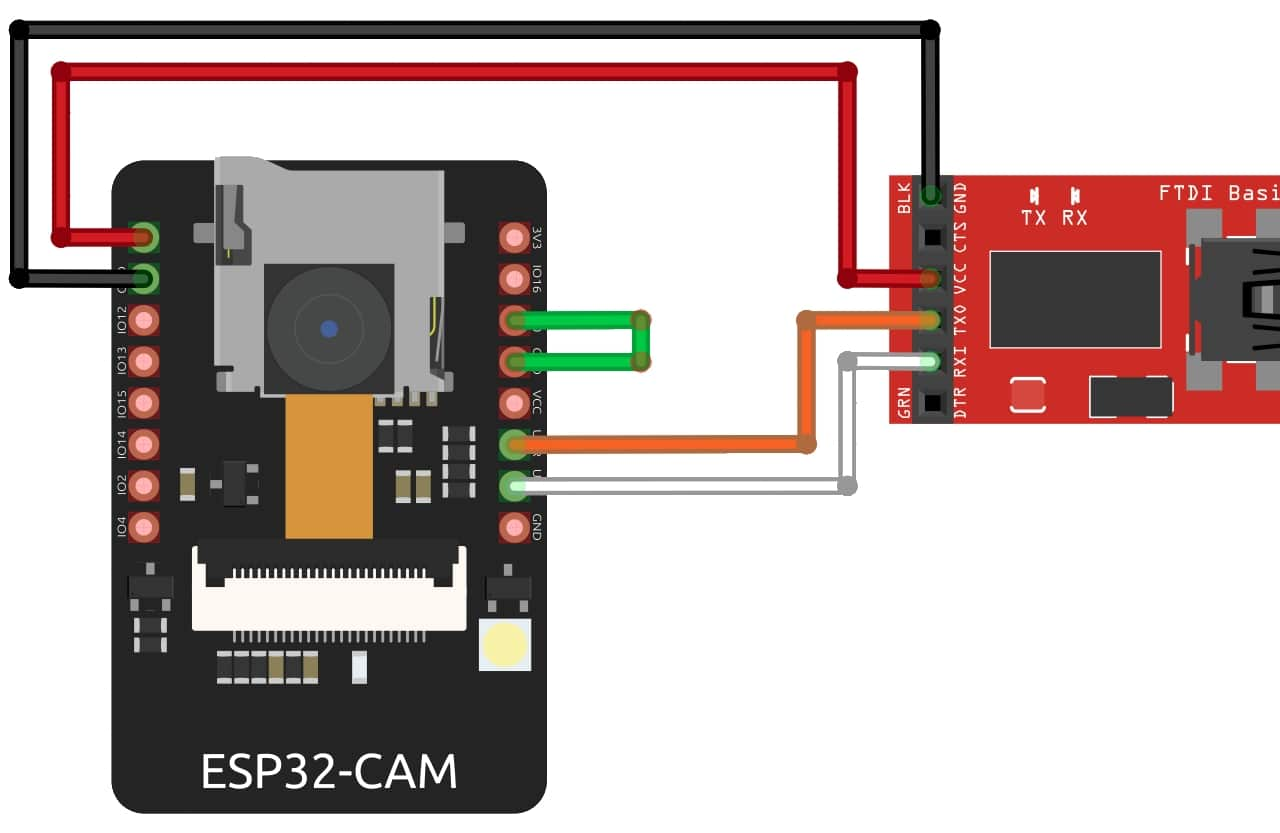 IO12
IO13
IO15
IO14
IO2
IO4
3V3
IO16
VCC
GND
ESP32-CAM
BLK
GRN
GND
CTS
VCC
TXO
RXI
DTR
TX RX
FTDI Basi